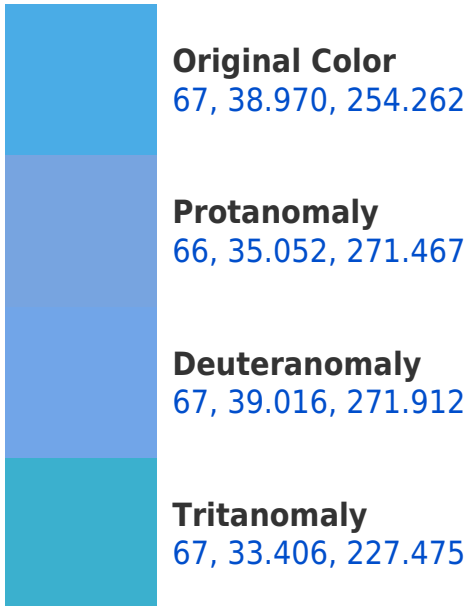 Original Color
67, 38.970, 254.262
Protanomaly
66, 35.052, 271.467
Deuteranomaly
67, 39.016, 271.912
Tritanomaly
67, 33.406, 227.475